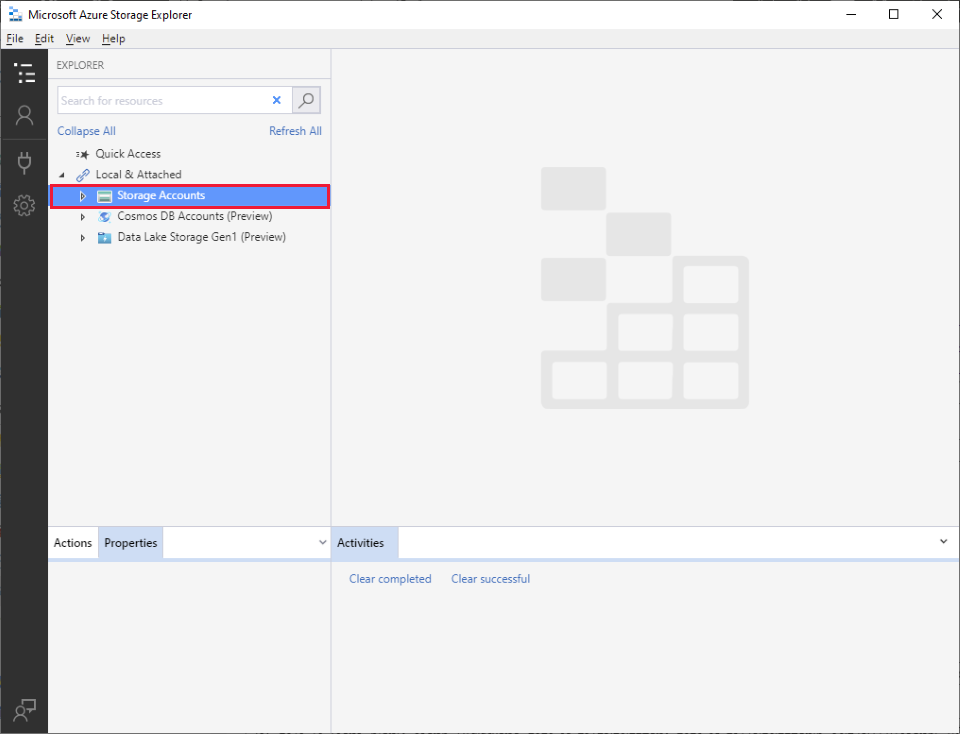 Microsoft Azure Storage Explorer
File Edit View Help
EXPLORER
Search for resources
Collapse All Refresh All
Quick Access
Local & Attached
Storage Accounts
Cosmos DB Accounts (Preview)
Data Lake Storage Gen1 (Preview)
Actions Properties Activities
Clear completed Clear successful